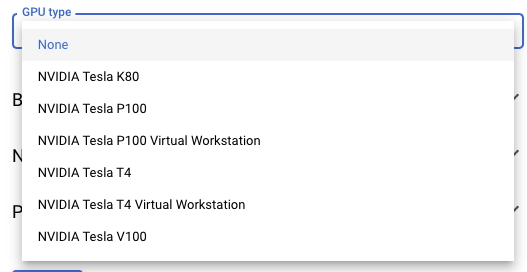 GPU type
None
NVIDIA Tesla K80
B
NVIDIA Tesla P100
NVIDIA Tesla P100 Virtual Workstation
N
NVIDIA Tesla T4
NVIDIA Tesla T4 Virtual Workstation
P
NVIDIA Tesla V100